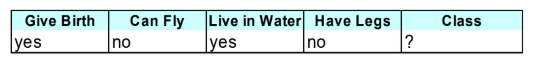 Give Birth Can Fly Live in Water Have Legs Class
yes no yes no ?